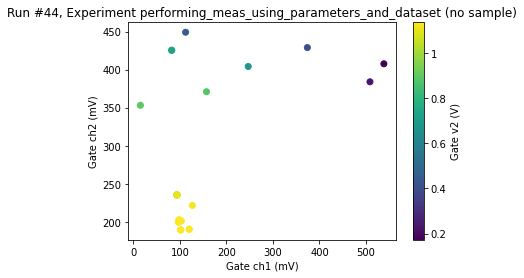 Run #44, Experiment performing_meas_using_parameters_and_dataset (no sample)
450
400
350
300
250
200
Gate ch2 (mV)
0 100 200 300 400 500
Gate ch1 (mV)
1
0.8
0.6
0.4
0.2
Gate v2 (V)